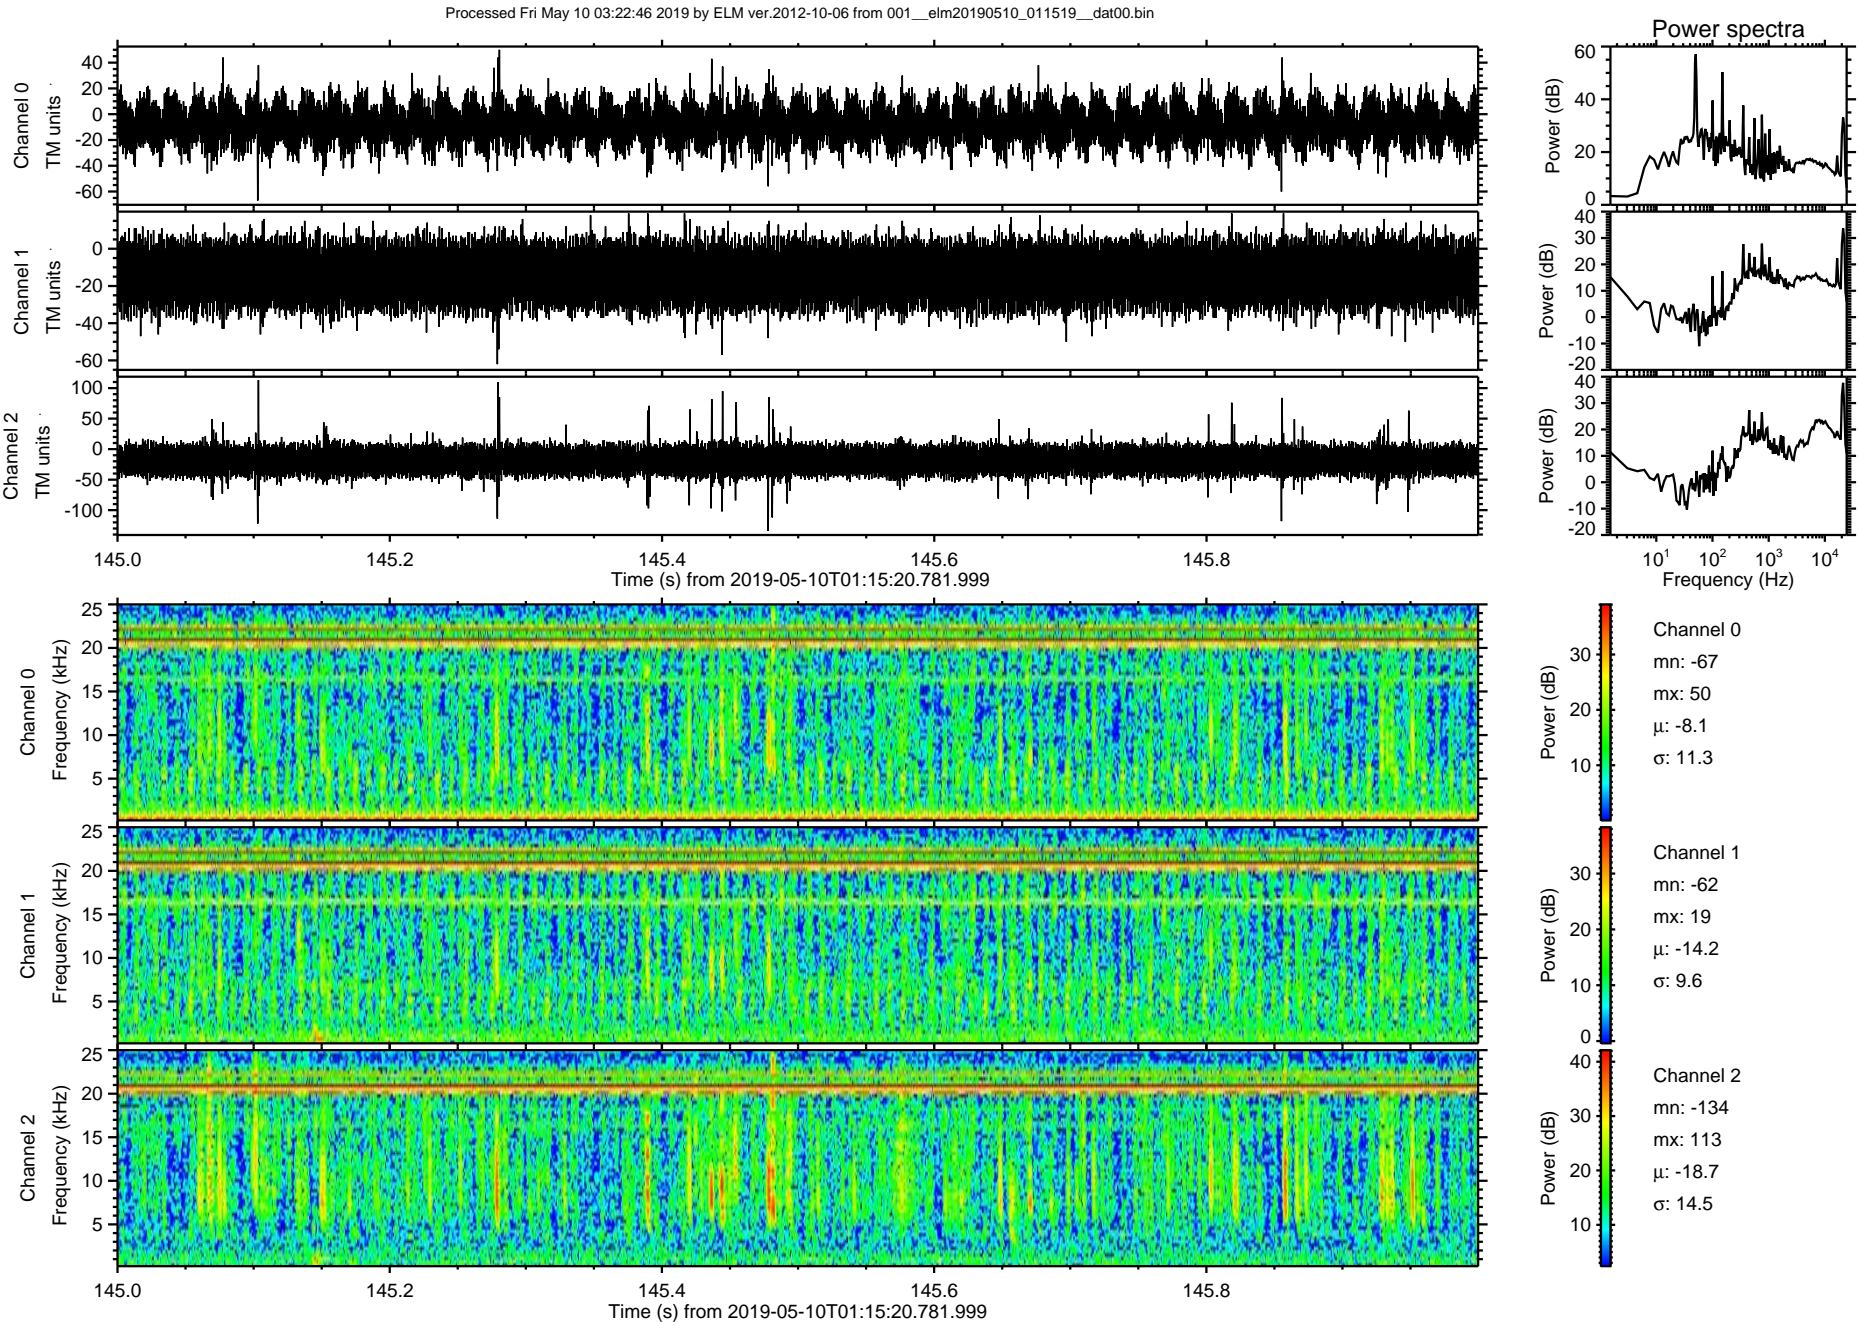 Processed Fri May 10 03:22:46 2019 by ELM ver.2012-10-06 from 001__elm20190510_011519__dat00.bin
Power spectra
Channel 0
TM units
40
20
0
-20
-40
-60
Power (dB)
60
40
20
0
Channel 1
TM units
0
-20
-40
-60
Power (dB)
40
30
20
10
0
-10
-20
Channel 2
TM units
100
50
0
-50
-100
Power (dB)
40
30
20
10
0
-10
-20
145.0 145.2 145.4 145.6 145.8
Time (s) from 2019-05-10T01:15:20.781.999
10¹ 10² 10³ 10⁴
Frequency (Hz)
Channel 0
Frequency (kHz)
25
20
15
10
5
Power (dB)
30
20
10
Channel 0
mn: -67
mx: 50
μ: -8.1
σ: 11.3
Channel 1
Frequency (kHz)
25
20
15
10
5
Power (dB)
30
20
10
0
Channel 1
mn: -62
mx: 19
μ: -14.2
σ: 9.6
Channel 2
Frequency (kHz)
25
20
15
10
5
Power (dB)
40
30
20
10
Channel 2
mn: -134
mx: 113
μ: -18.7
σ: 14.5
145.0 145.2 145.4 145.6 145.8
Time (s) from 2019-05-10T01:15:20.781.999